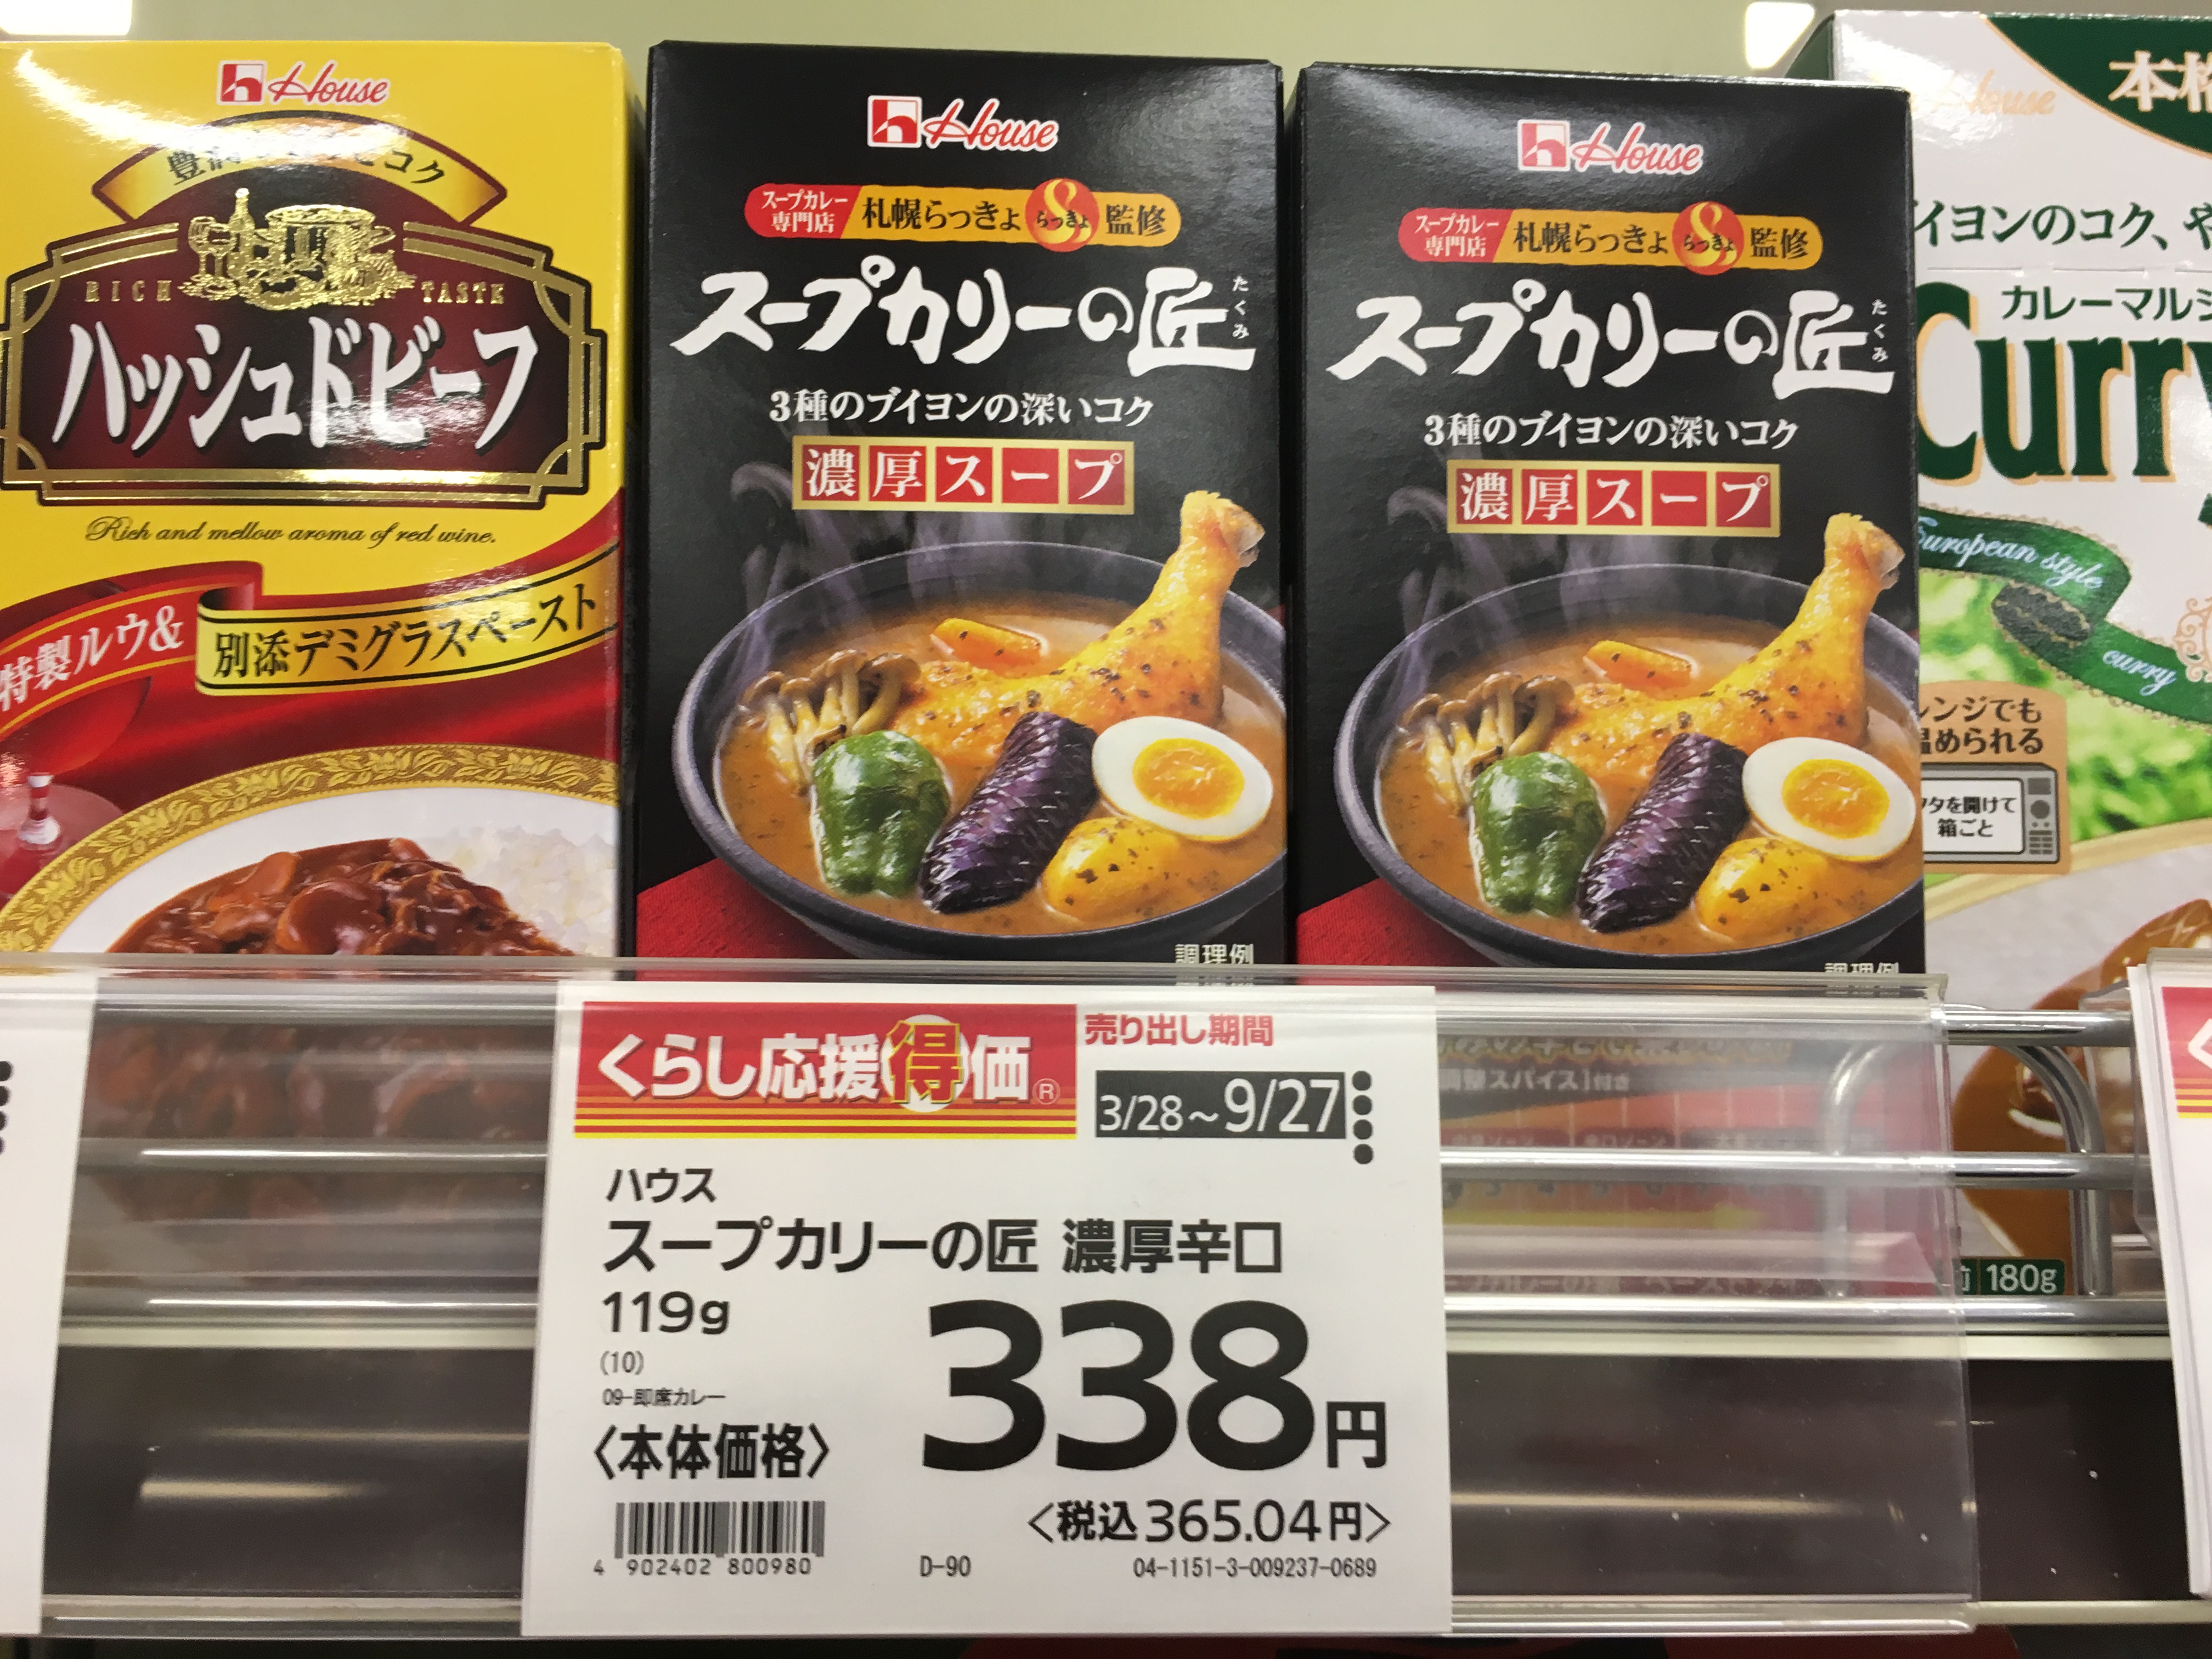 House
コク
RICH TASTE
ハッシュドビーフ
Rich and mellow aroma of red wine.
特製ルウ&
別添デミグラスペースト
House
スープカレー
専門店
札幌らっきょ
らっきょ
監修
スープカリーの匠
たくみ
3種のブイヨンの深いコク
濃厚スープ
調理例
House
スープカレー
専門店
札幌らっきょ
らっきょ
監修
スープカリーの匠
たくみ
3種のブイヨンの深いコク
濃厚スープ
調理例
House
本格
イヨンのコク、や
カレーマルシ
Curry
European style
curry
レンジでも
温められる
フタを開けて
箱ごと
180g
くらし応援得価®
売り出し期間
3/28～9/27
ハウス
スープカリーの匠 濃厚辛口
119g
(10)
09-即席カレー
〈本体価格〉
338円
〈税込365.04円〉
4 902402 800980
D-90
04-1151-3-009237-0689